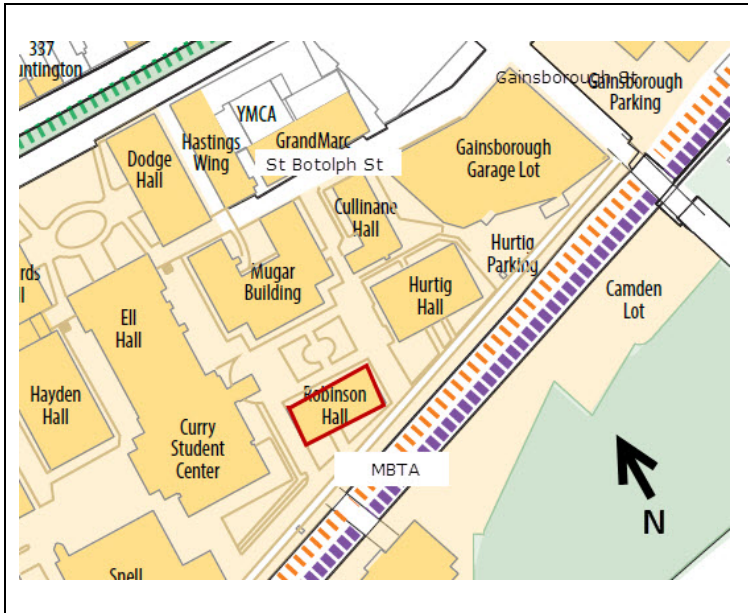 337
untington
YMCA
Hastings
Wing
GrandMarc
Dodge
Hall
St Botolph St
Gainsborough St
Gainsborough
Parking
Gainsborough
Garage Lot
Cullinane
Hall
Hurtig
Parking
Mugar
Building
Hurtig
Hall
Camden
Lot
rds
l
Ell
Hall
Hayden
Hall
Robinson
Hall
Curry
Student
Center
MBTA
N
Snell